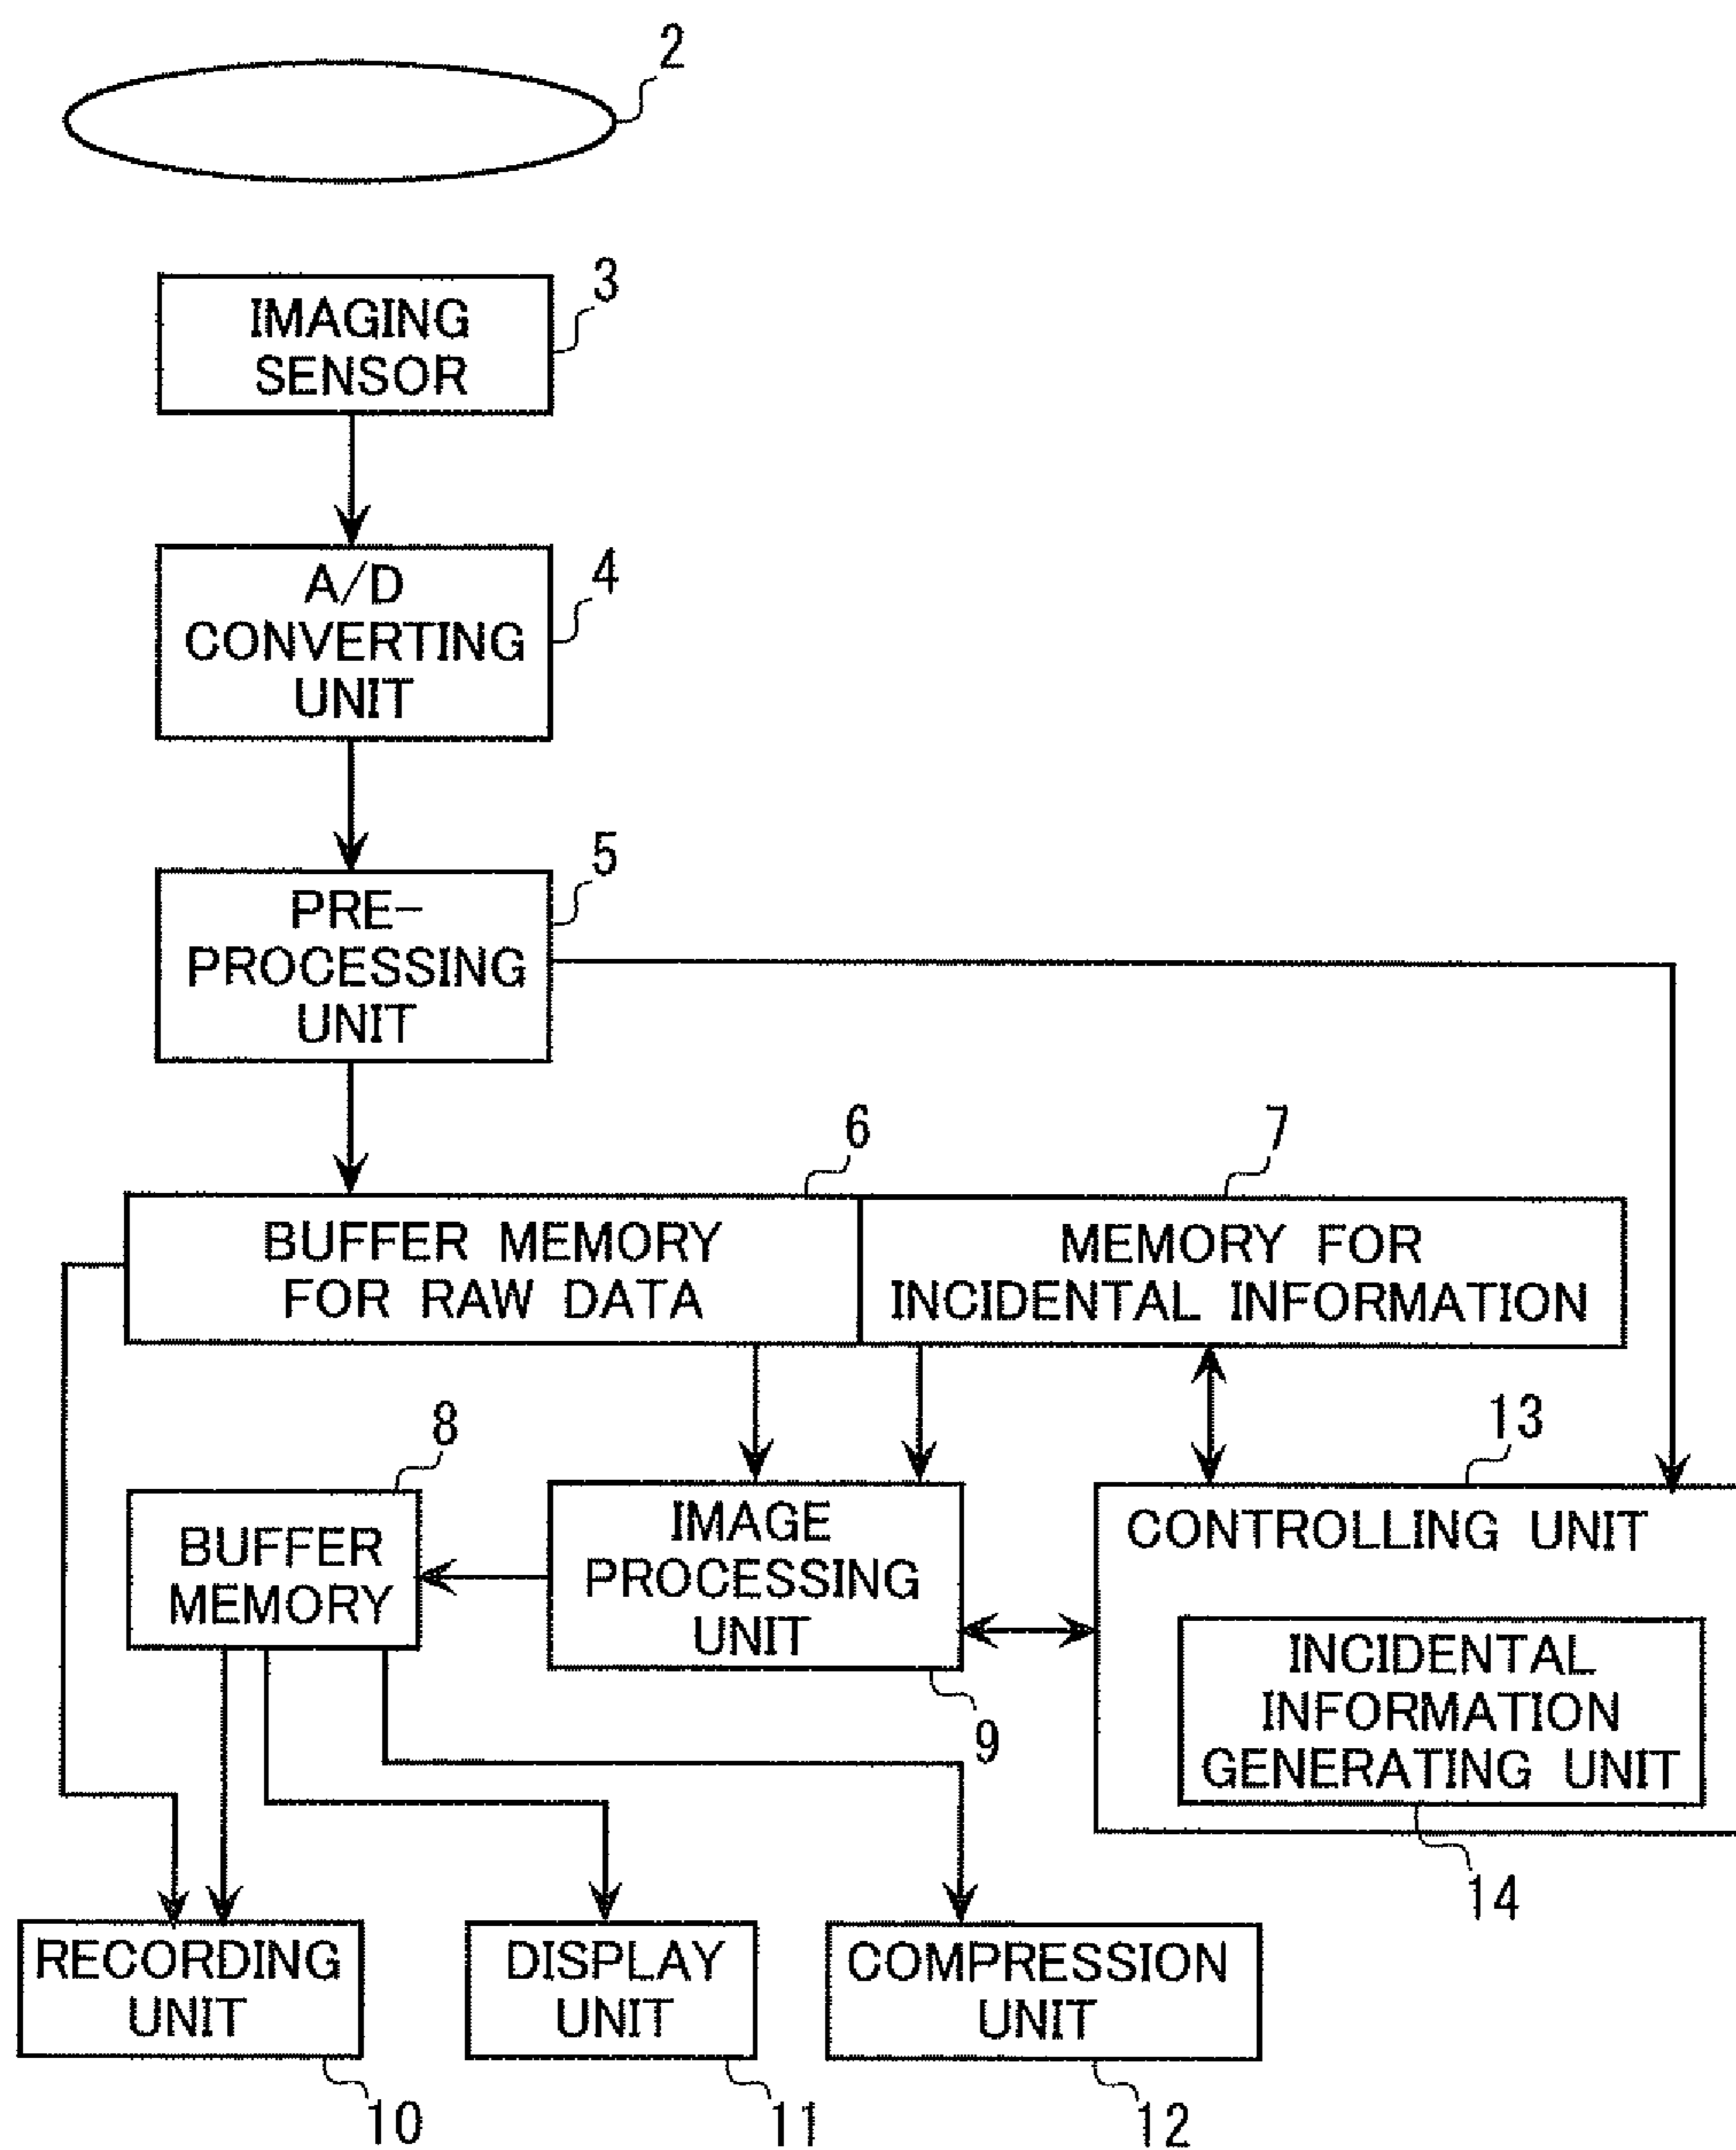 2
IMAGING
SENSOR
3
A/D
CONVERTING
UNIT
4
PRE-
PROCESSING
UNIT
5
6
7
BUFFER MEMORY
FOR RAW DATA
MEMORY FOR
INCIDENTAL INFORMATION
8
BUFFER
MEMORY
IMAGE
PROCESSING
UNIT
9
13
CONTROLLING UNIT
INCIDENTAL
INFORMATION
GENERATING UNIT
14
RECORDING
UNIT
10
DISPLAY
UNIT
11
COMPRESSION
UNIT
12